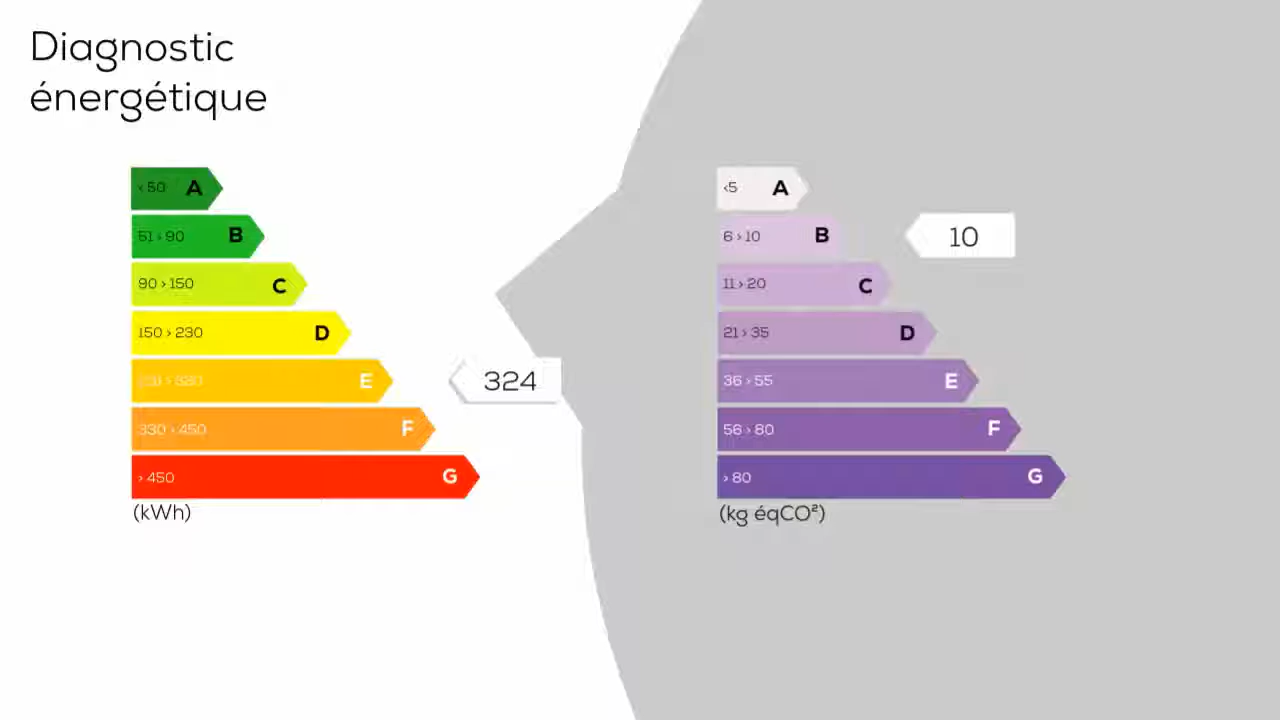 Diagnostic
énergétique
< 50 A
51 > 90 B
90 > 150 C
150 > 230 D
E
324
330 > 450 F
> 450 G
(kWh)
<5 A
6 > 10 B
10
11 > 20 C
21 > 35 D
36 > 55 E
56 > 80 F
> 80 G
(kg éqCO²)